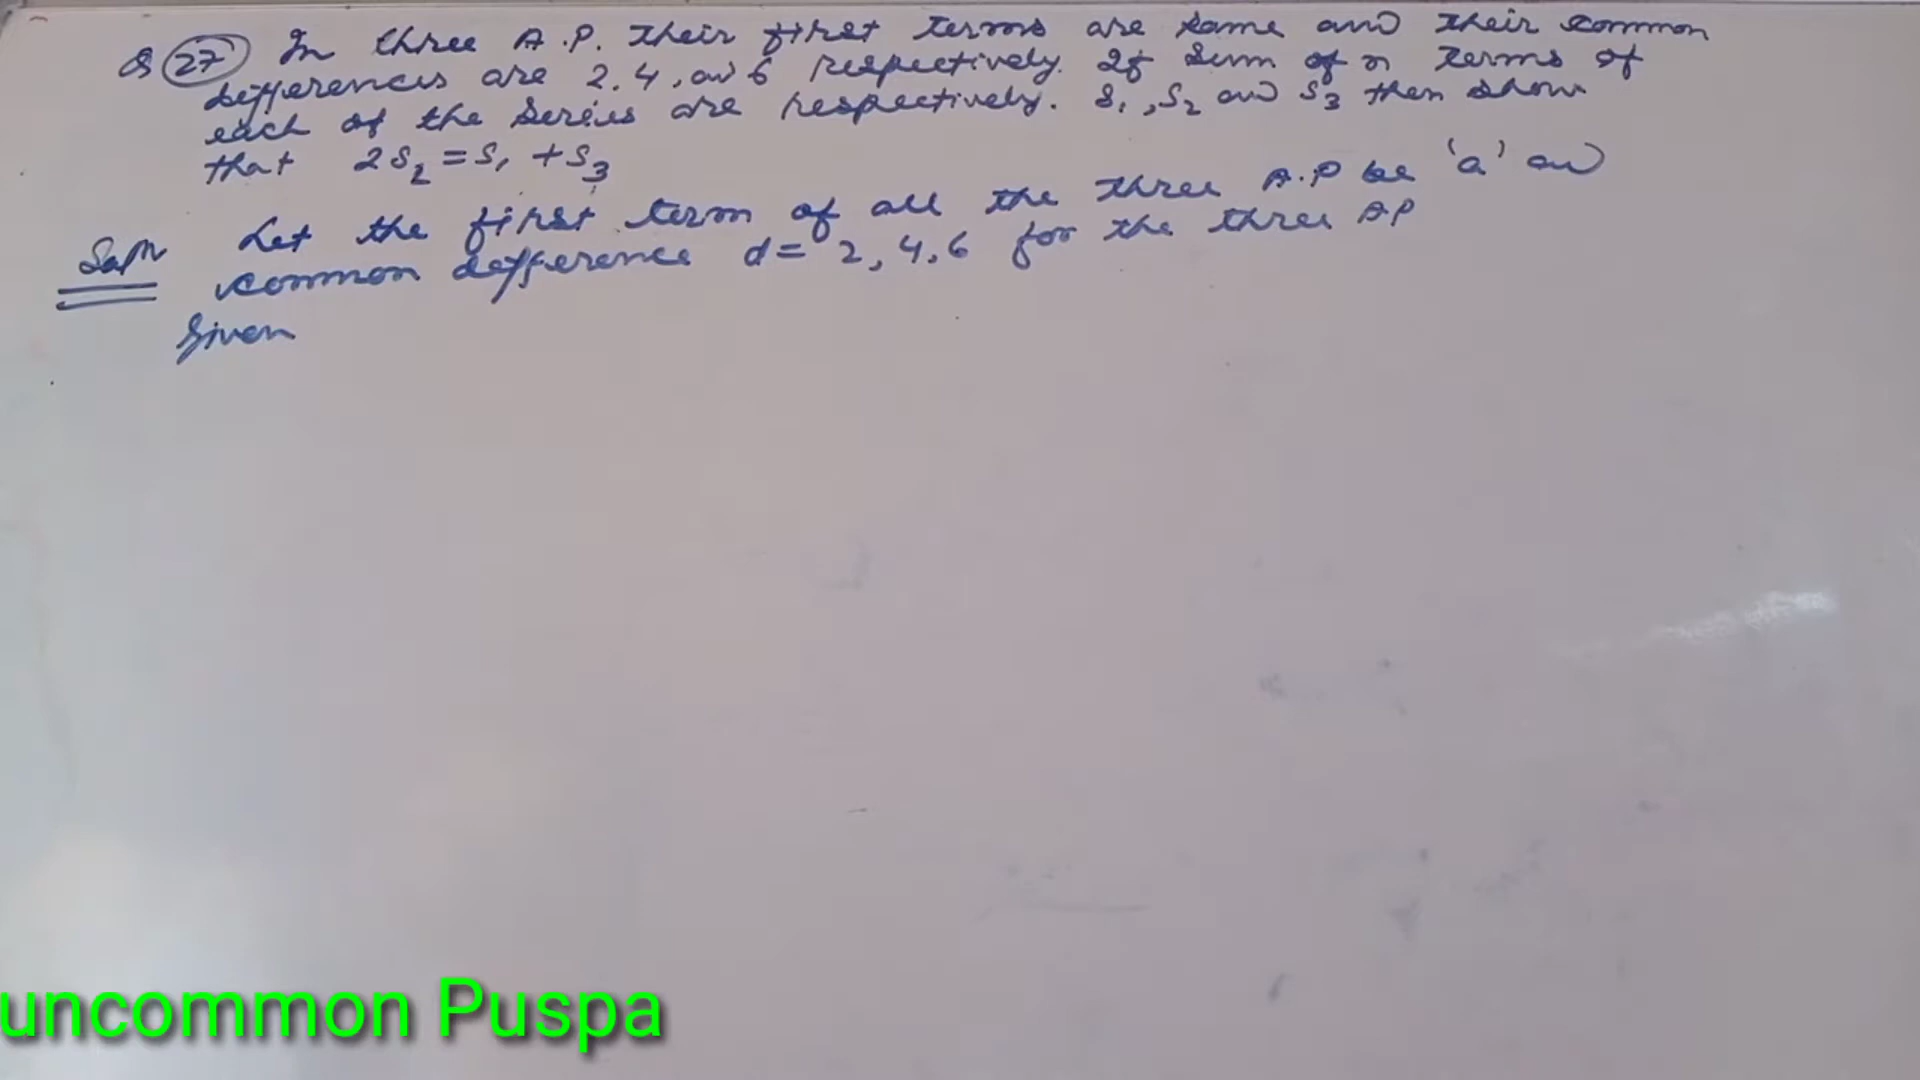 Q 27 In three A.P. their first terms are same and their common
differences are 2, 4, and 6 respectively. If Sum of n terms of
each of the series are respectively. S1, S2 and S3 then show
that 2S2 = S1 + S3
Soln Let the first term of all the three A.P be 'a' and
common difference d = 2, 4, 6 for the three AP
Given
uncommon Puspa